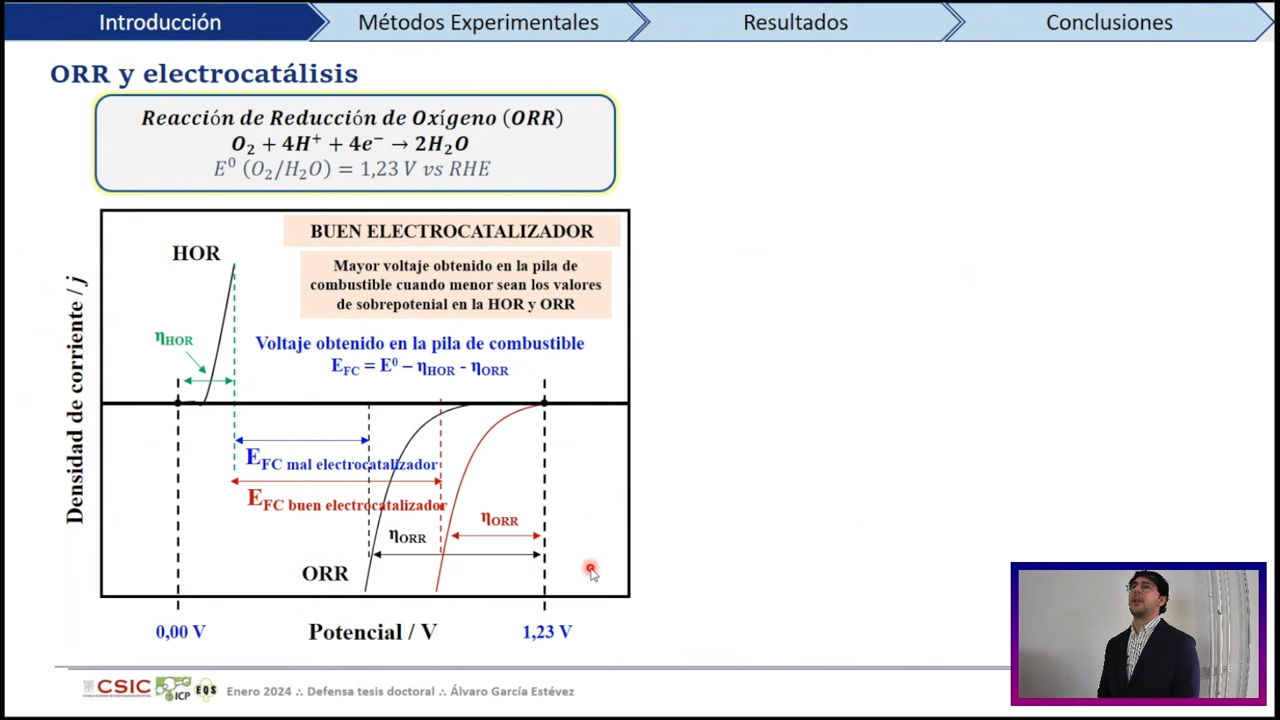 Introducción
Métodos Experimentales
Resultados
Conclusiones
ORR y electrocatálisis
Reacción de Reducción de Oxígeno (ORR)
O₂ + 4H⁺ + 4e⁻ → 2H₂O
E⁰ (O₂/H₂O) = 1,23 V vs RHE
BUEN ELECTROCATALIZADOR
HOR
Mayor voltaje obtenido en la pila de
combustible cuando menor sean los valores
de sobrepotenial en la HOR y ORR
ηHOR
Voltaje obtenido en la pila de combustible
EFC = E⁰ – ηHOR - ηORR
Densidad de corriente / j
EFC mal electrocatalizador
EFC buen electrocatalizador
ηORR
ηORR
ORR
0,00 V
Potencial / V
1,23 V
CSIC
ICP
EQS
Enero 2024 ∴ Defensa tesis doctoral ∴ Álvaro García Estévez